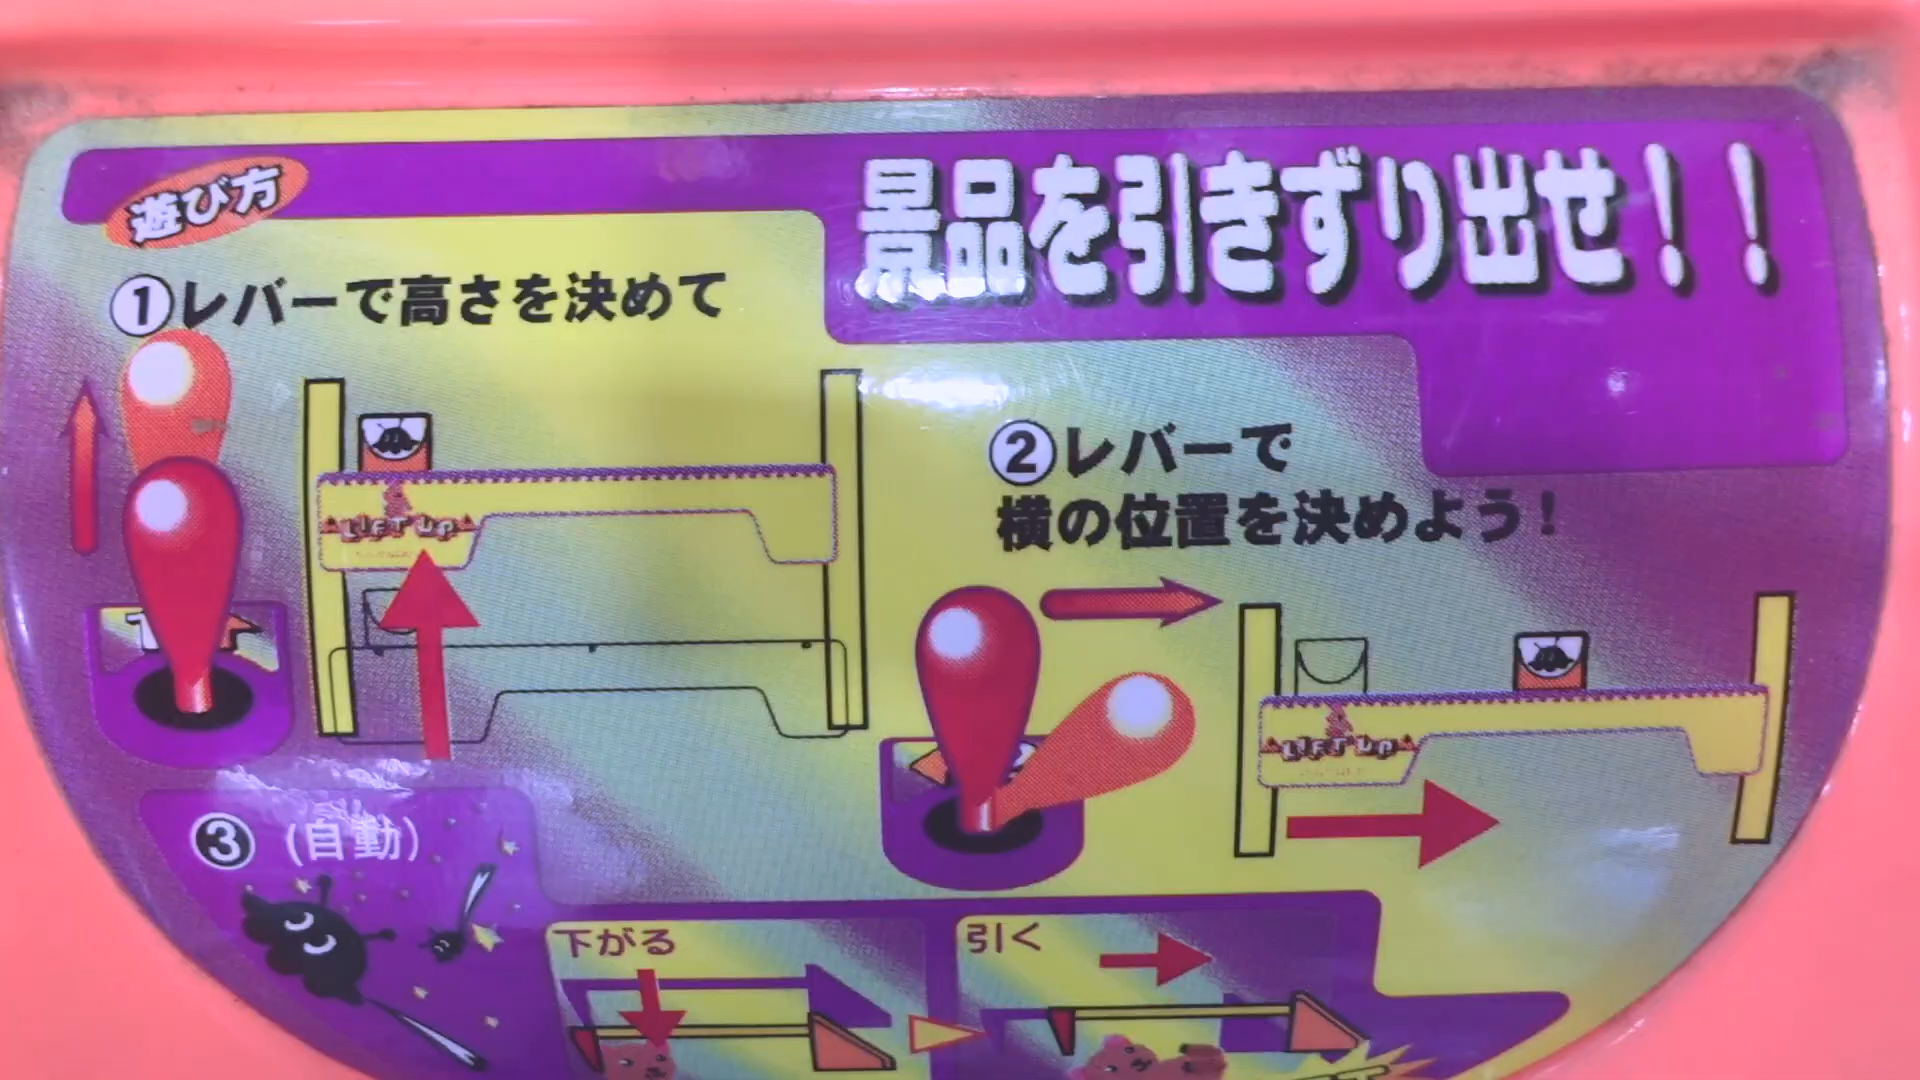 遊び方
景品を引きずり出せ！！
①レバーで高さを決めて
LIFT UP
②レバーで
横の位置を決めよう！
LIFT UP
❸（自動）
下がる
引く